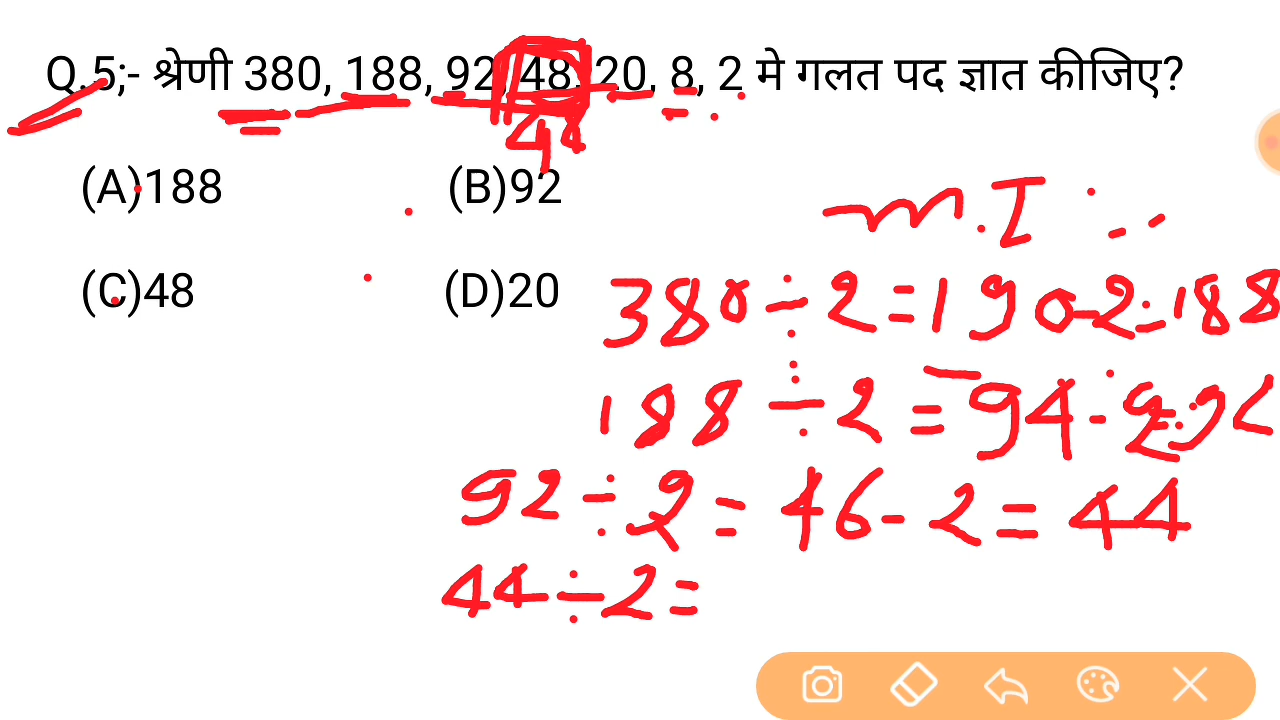 Q.5;- श्रेणी 380, 188, 92, 48, 20, 8, 2 मे गलत पद ज्ञात कीजिए?
48
(A)188 (B)92
M.I :-
(C)48 (D)20
380 ÷ 2 = 190-2=188
188 ÷ 2 = 94-2=92
92 ÷ 2 = 46-2 = 44
44 ÷ 2 =